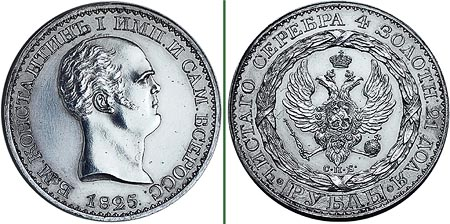 Б.М. КОНСТАНТИНЪ I ИМП. И САМ. ВСЕРОСС.
1825.
ЧИСТАГО СЕРЕБРА 4 ЗОЛОТН. 21 ДОЛЯ
РУБЛЬ
С.П.Б.